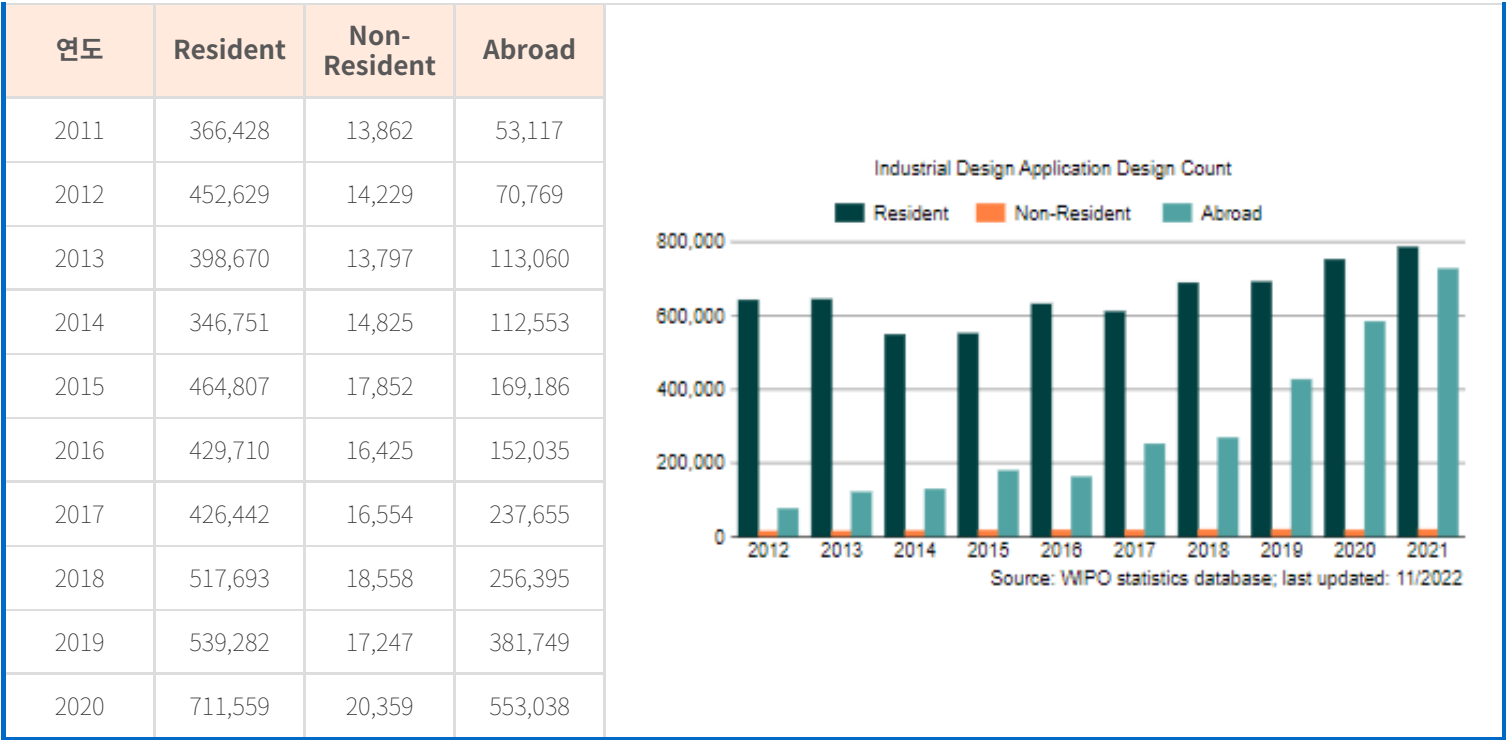 연도 Resident Non-Resident Abroad
2011 366,428 13,862 53,117
2012 452,629 14,229 70,769
2013 398,670 13,797 113,060
2014 346,751 14,825 112,553
2015 464,807 17,852 169,186
2016 429,710 16,425 152,035
2017 426,442 16,554 237,655
2018 517,693 18,558 256,395
2019 539,282 17,247 381,749
2020 711,559 20,359 553,038
Industrial Design Application Design Count
Resident Non-Resident Abroad
800,000
600,000
400,000
200,000
0
2012 2013 2014 2015 2016 2017 2018 2019 2020 2021
Source: WIPO statistics database; last updated: 11/2022